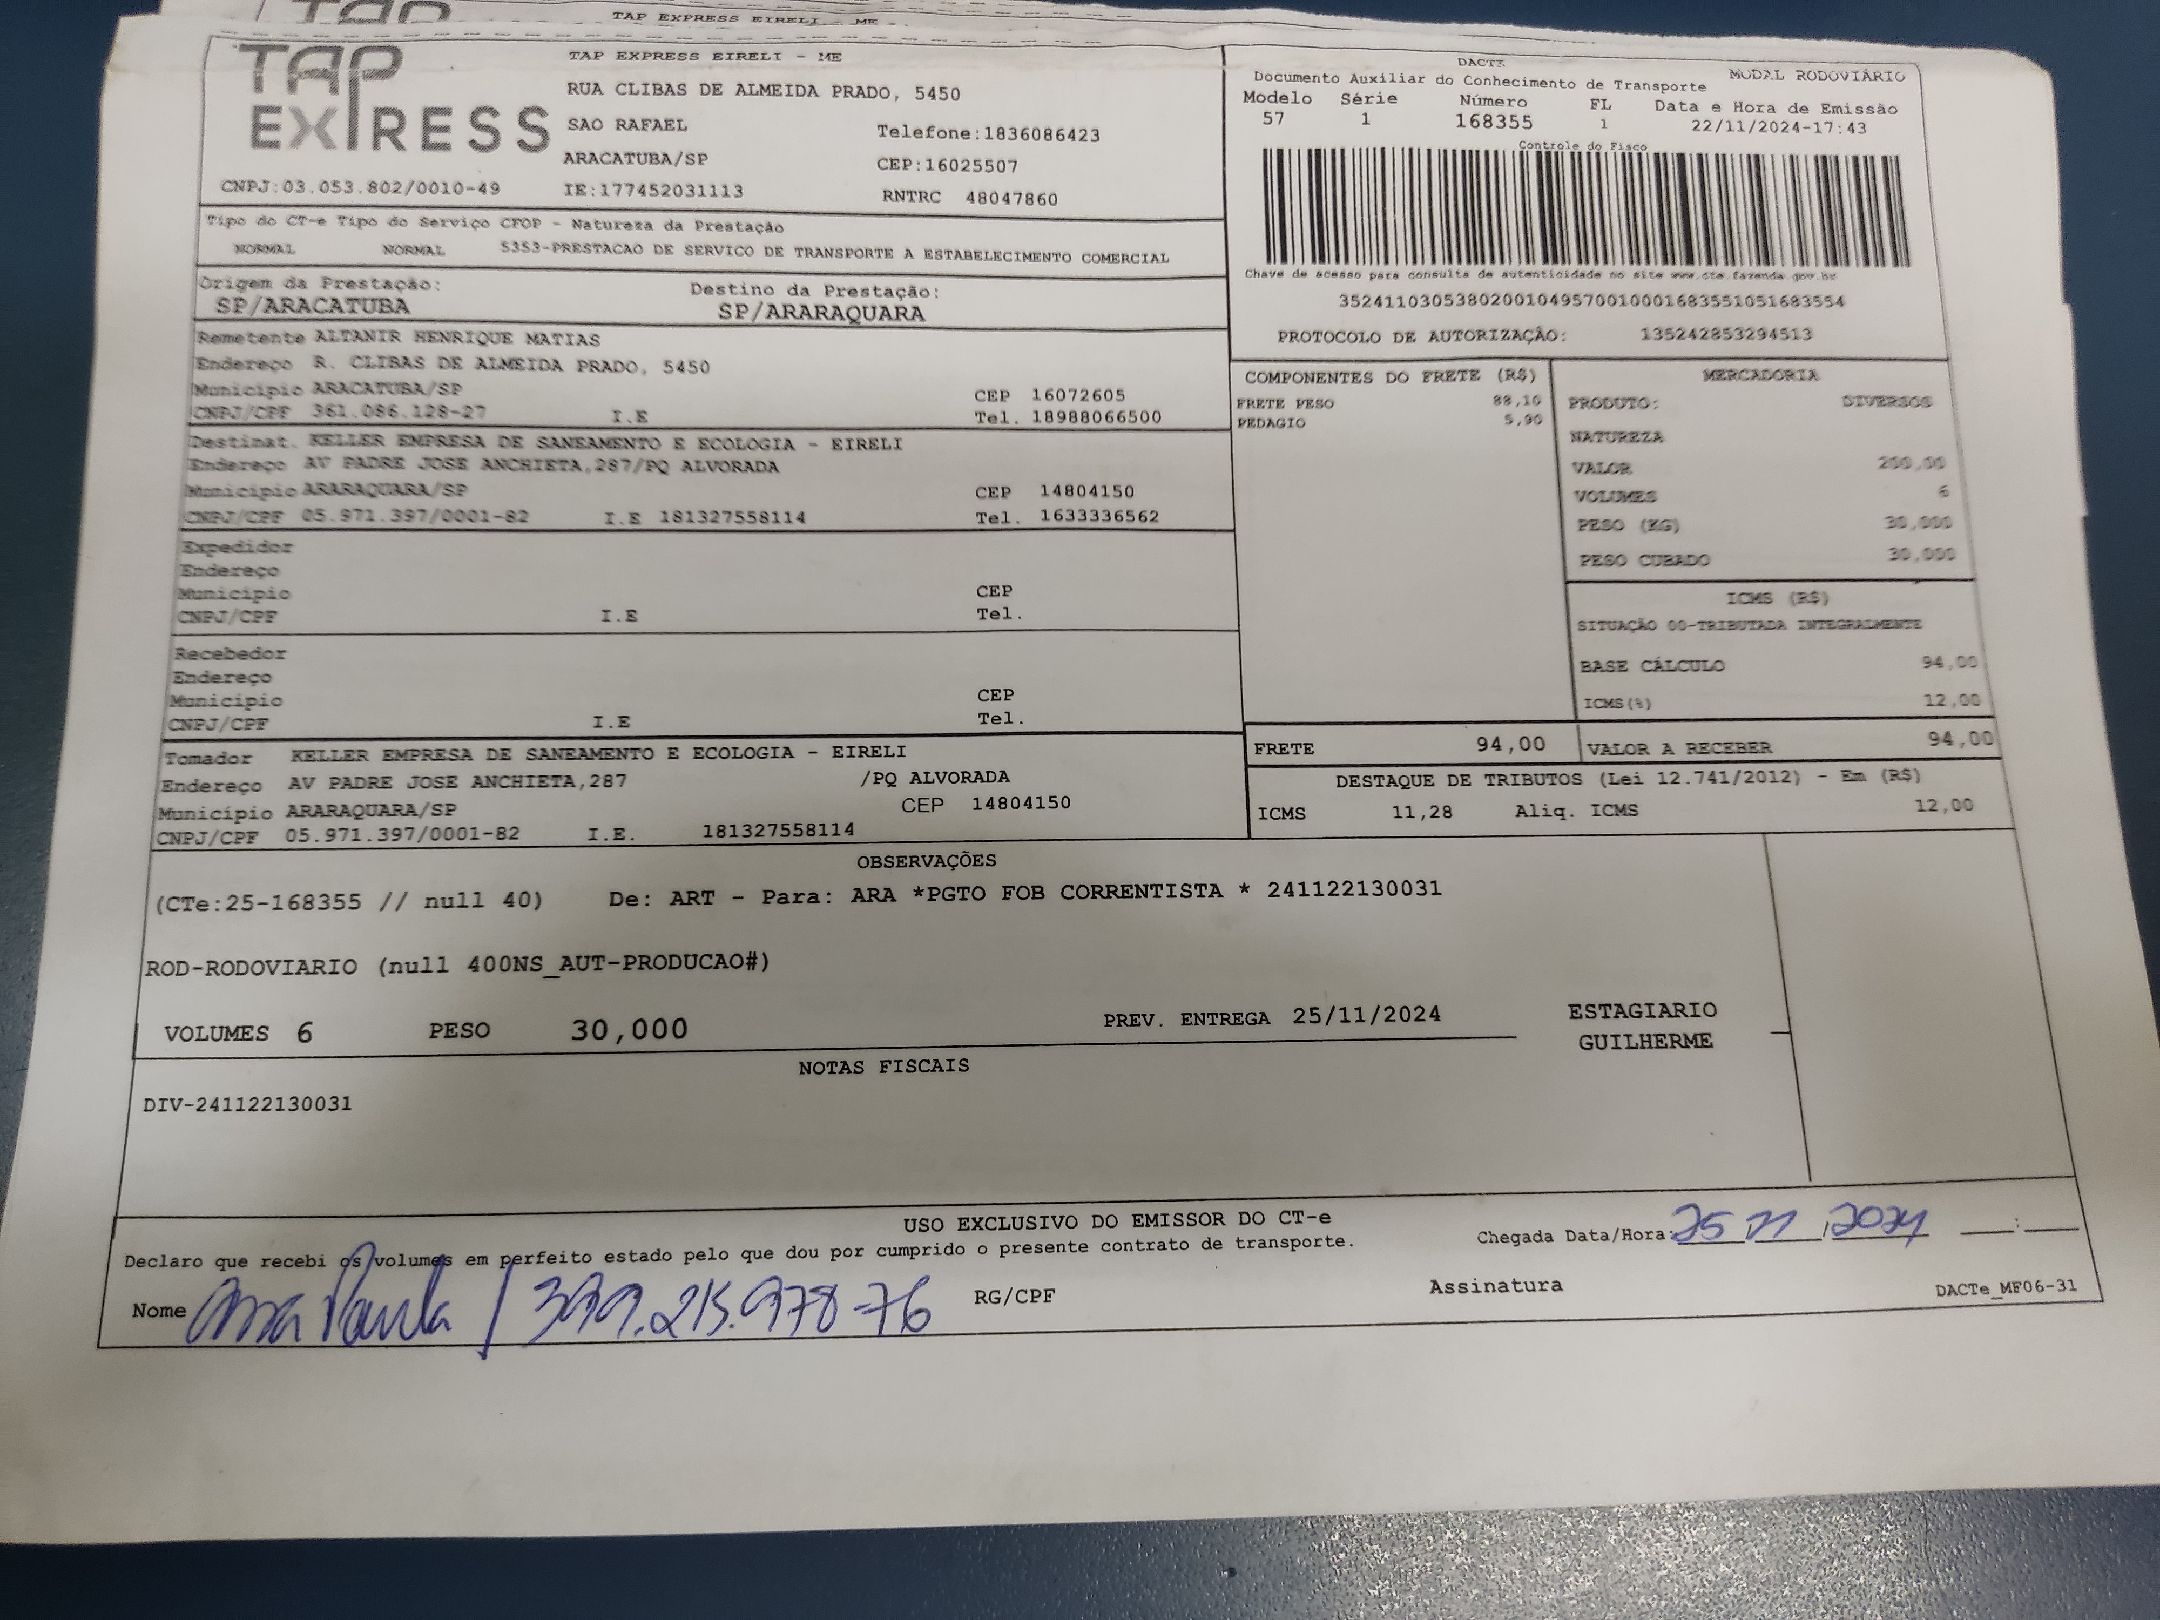 TAP EXPRESS EIRELI - ME
TAP EXPRESS
TAP EXPRESS EIRELI - ME
RUA CLIBAS DE ALMEIDA PRADO, 5450
SAO RAFAEL Telefone:1836086423
ARACATUBA/SP CEP:16025507
CNPJ:03.053.802/0010-49 IE:177452031113 RNTRC 48047860
DACTE
Documento Auxiliar do Conhecimento de Transporte MODAL RODOVIÁRIO
Modelo Série Número FL Data e Hora de Emissão
57 1 168355 1 22/11/2024-17:43
Controle do Fisco
Chave de acesso para consulta de autenticidade no site www.cte.fazenda.gov.br
35241103053802001049570010001683551051683554
PROTOCOLO DE AUTORIZAÇÃO: 135242853294513
Tipo do CT-e Tipo do Serviço CFOP - Natureza da Prestação
NORMAL NORMAL 5353-PRESTACAO DE SERVICO DE TRANSPORTE A ESTABELECIMENTO COMERCIAL
Origem da Prestação: Destino da Prestação:
SP/ARACATUBA SP/ARARAQUARA
Remetente ALTANIR HENRIQUE MATIAS
Endereço R. CLIBAS DE ALMEIDA PRADO, 5450
Município ARACATUBA/SP CEP 16072605
CNPJ/CPF 361.086.128-27 I.E Tel. 18988066500
Destinat. KELLER EMPRESA DE SANEAMENTO E ECOLOGIA - EIRELI
Endereço AV PADRE JOSE ANCHIETA,287/PQ ALVORADA
Município ARARAQUARA/SP CEP 14804150
CNPJ/CPF 05.971.397/0001-82 I.E 181327558114 Tel. 1633336562
Expedidor
Endereço
Município CEP
CNPJ/CPF I.E Tel.
Recebedor
Endereço
Município CEP
CNPJ/CPF I.E Tel.
Tomador KELLER EMPRESA DE SANEAMENTO E ECOLOGIA - EIRELI
Endereço AV PADRE JOSE ANCHIETA,287 /PQ ALVORADA
Município ARARAQUARA/SP CEP 14804150
CNPJ/CPF 05.971.397/0001-82 I.E. 181327558114
COMPONENTES DO FRETE (R$)
FRETE PESO 88,10
PEDAGIO 5,90
MERCADORIA
PRODUTO: DIVERSOS
NATUREZA
VALOR 200,00
VOLUMES 6
PESO (KG) 30,000
PESO CUBADO 30,000
ICMS (R$)
SITUAÇÃO 00-TRIBUTADA INTEGRALMENTE
BASE CÁLCULO 94,00
ICMS(%) 12,00
FRETE 94,00 VALOR A RECEBER 94,00
DESTAQUE DE TRIBUTOS (Lei 12.741/2012) - Em (R$)
ICMS 11,28 Aliq. ICMS 12,00
OBSERVAÇÕES
(CTe:25-168355 // null 40) De: ART - Para: ARA *PGTO FOB CORRENTISTA * 241122130031
ROD-RODOVIARIO (null 400NS_AUT-PRODUCAO#)
VOLUMES 6 PESO 30,000 PREV. ENTREGA 25/11/2024 ESTAGIARIO
GUILHERME
NOTAS FISCAIS
DIV-241122130031
USO EXCLUSIVO DO EMISSOR DO CT-e
Declaro que recebi os volumes em perfeito estado pelo que dou por cumprido o presente contrato de transporte. Chegada Data/Hora: 25 11 /2024 __:__
Nome Ana Paula / 399.215.978-76 RG/CPF Assinatura DACTe_MF06-31